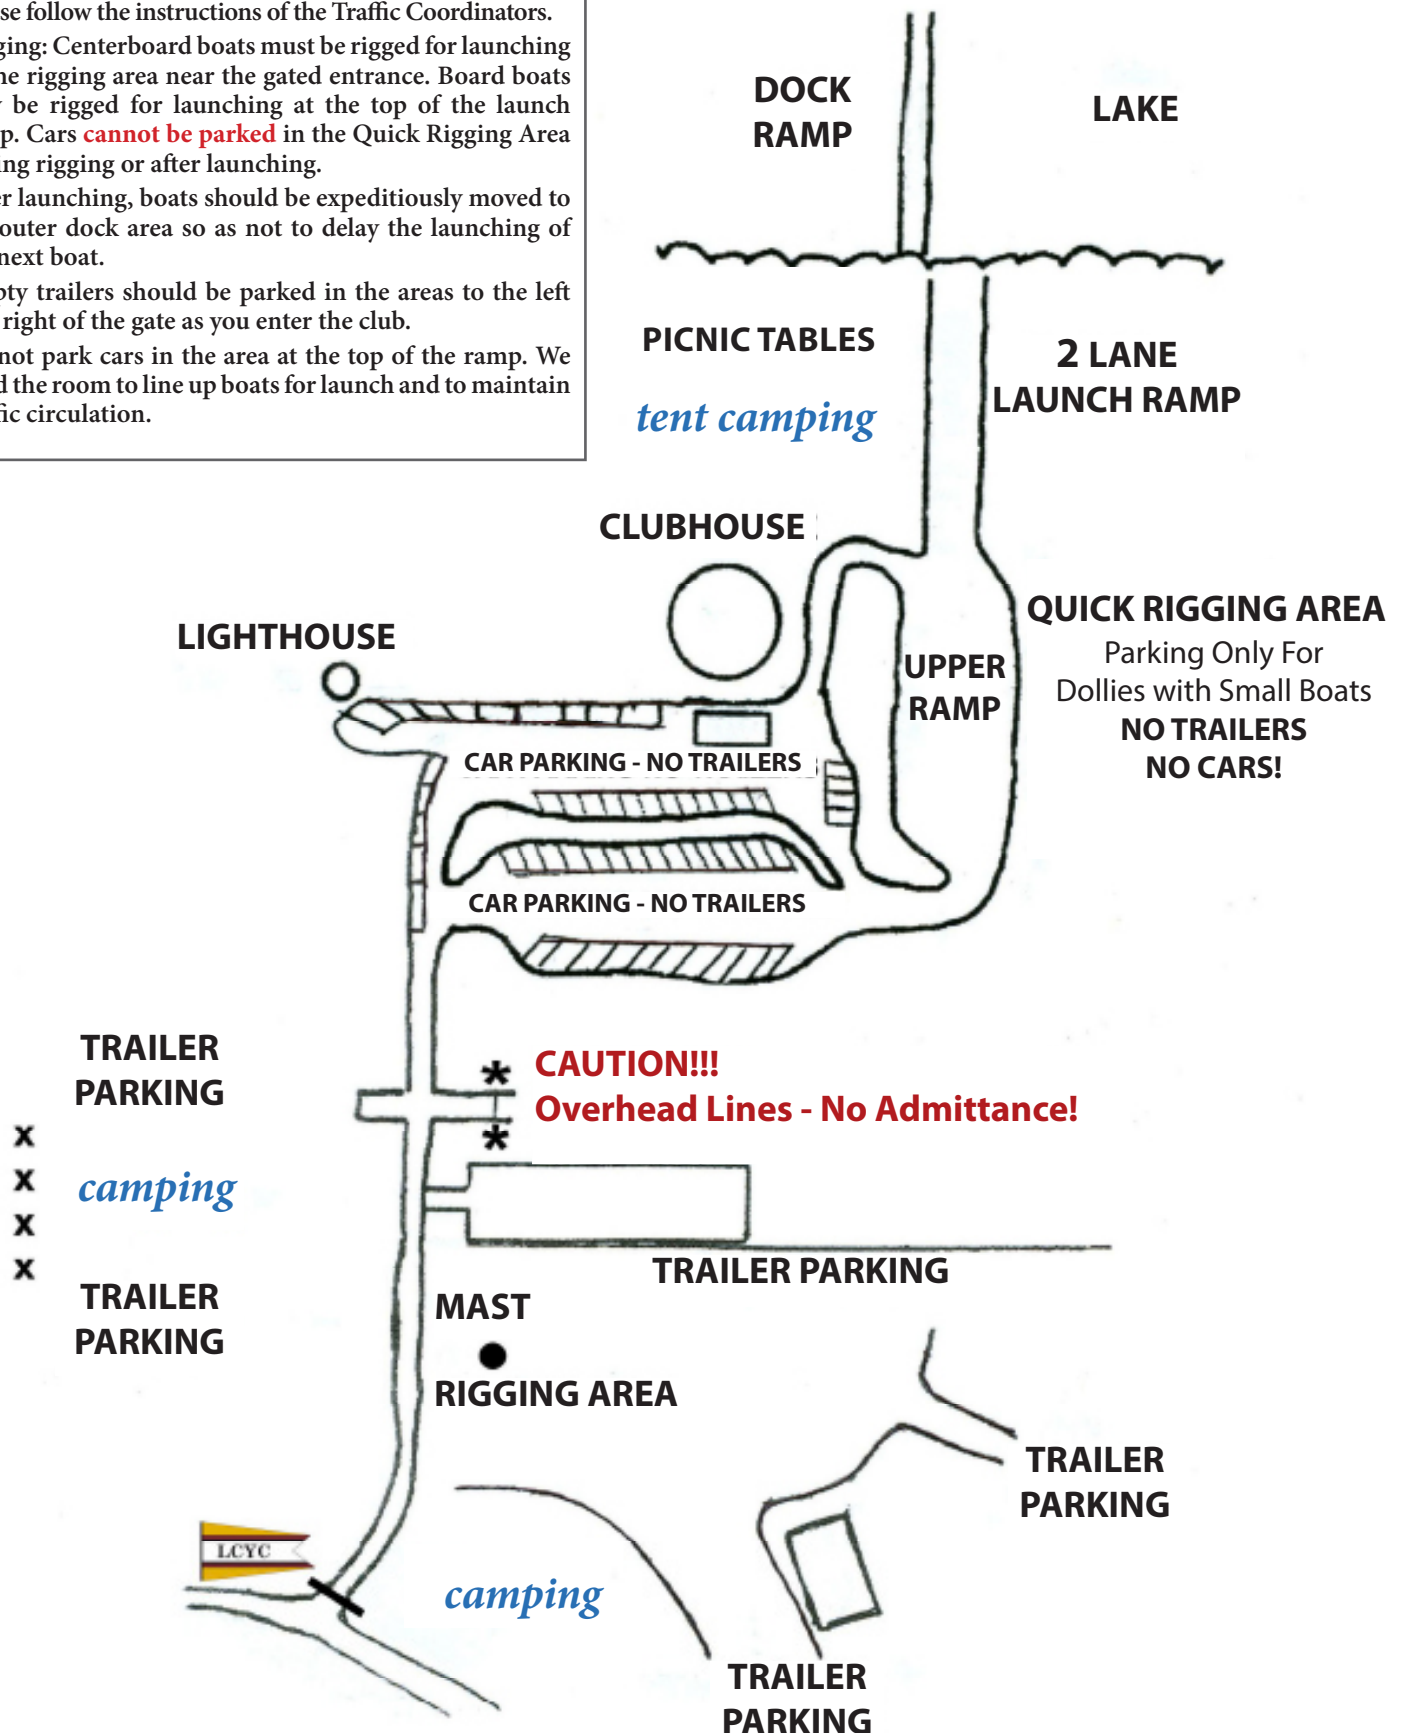 se follow the instructions of the Traffic Coordinators.
ging: Centerboard boats must be rigged for launching
ne rigging area near the gated entrance. Board boats
be rigged for launching at the top of the launch
p. Cars cannot be parked in the Quick Rigging Area
ing rigging or after launching.
er launching, boats should be expeditiously moved to
outer dock area so as not to delay the launching of
next boat.
pty trailers should be parked in the areas to the left
right of the gate as you enter the club.
not park cars in the area at the top of the ramp. We
d the room to line up boats for launch and to maintain
fic circulation.
DOCK
RAMP
LAKE
PICNIC TABLES
tent camping
2 LANE
LAUNCH RAMP
CLUBHOUSE
LIGHTHOUSE
UPPER
RAMP
QUICK RIGGING AREA
Parking Only For
Dollies with Small Boats
NO TRAILERS
NO CARS!
CAR PARKING - NO TRAILERS
CAR PARKING - NO TRAILERS
TRAILER
PARKING
* CAUTION!!!
Overhead Lines - No Admittance!
*
x
x
x
x
camping
TRAILER
PARKING
TRAILER PARKING
MAST
RIGGING AREA
TRAILER
PARKING
LCYC
camping
TRAILER
PARKING